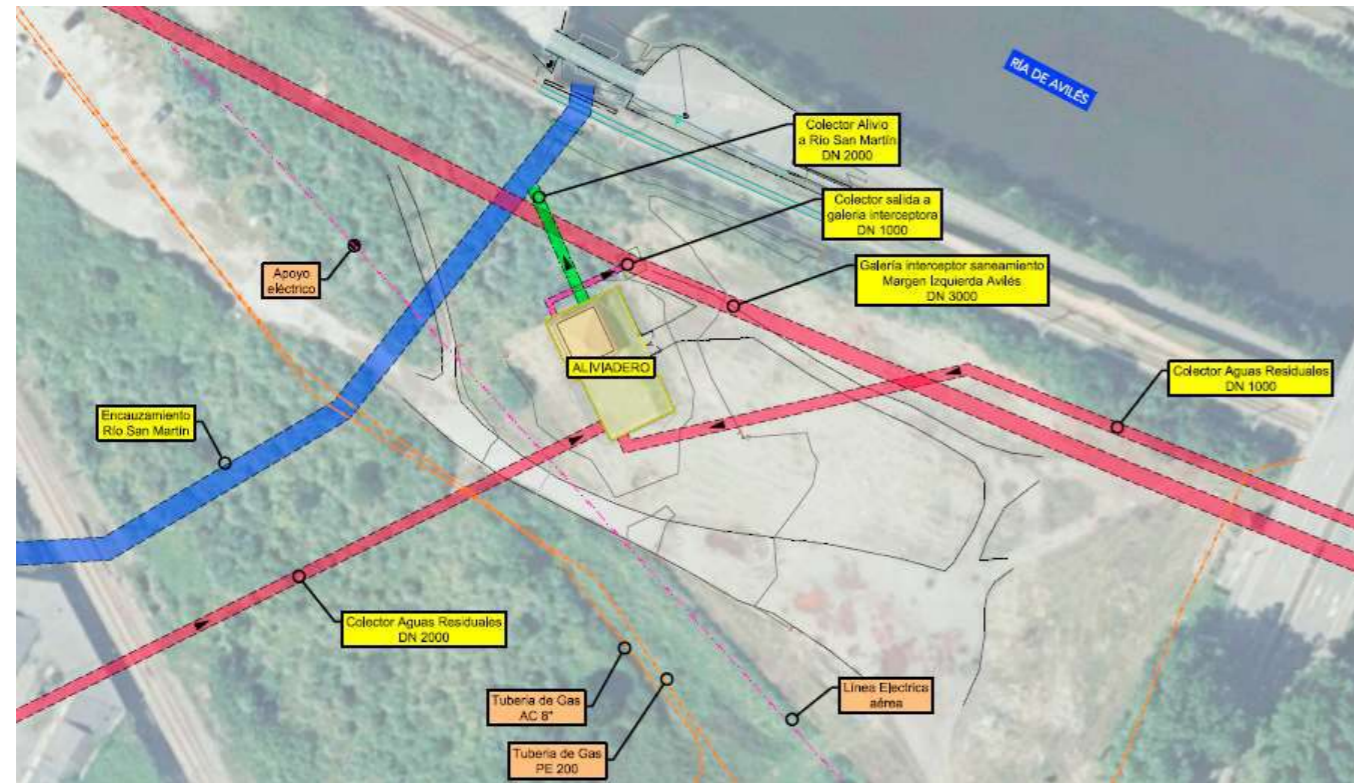 RÍA DE AVILÉS
Colector Alivio
a Río San Martín
DN 2000
Colector salida a
galería interceptora
DN 1000
Apoyo
eléctrico
Galería interceptor saneamiento
Margen Izquierda Avilés
DN 3000
ALIVIADERO
Colector Aguas Residuales
DN 1000
Encauzamiento
Río San Martín
Colector Aguas Residuales
DN 2000
Tubería de Gas
AC 8"
Línea Electrica
aérea
Tubería de Gas
PE 200